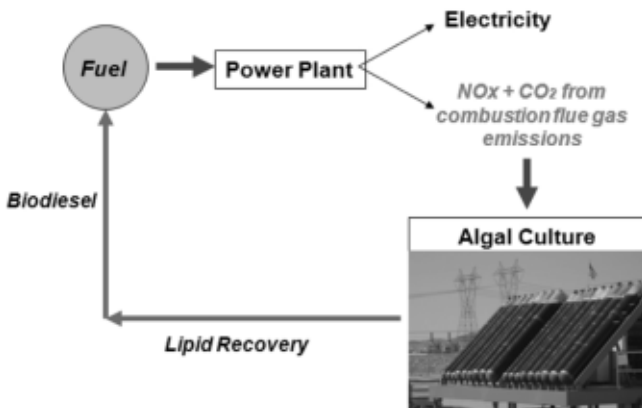 Electricity
Fuel
Power Plant
NOx + CO₂ from
combustion flue gas
emissions
Biodiesel
Algal Culture
Lipid Recovery